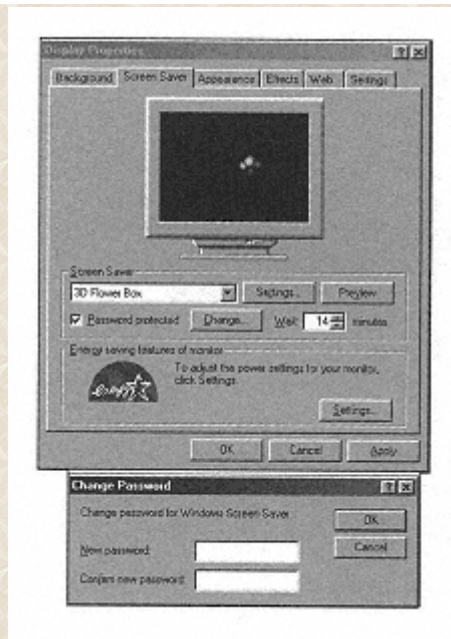 Display Properties
Background Screen Saver Appearance Effects Web Settings
Screen Saver
3D Flower Box Settings... Preview
Password protected Change... Wait: 14 minutes
Energy saving features of monitor
To adjust the power settings for your monitor,
click Settings.
energy
Settings...
OK Cancel Apply
Change Password
Change password for Windows Screen Saver
OK
New password: Cancel
Confirm new password: